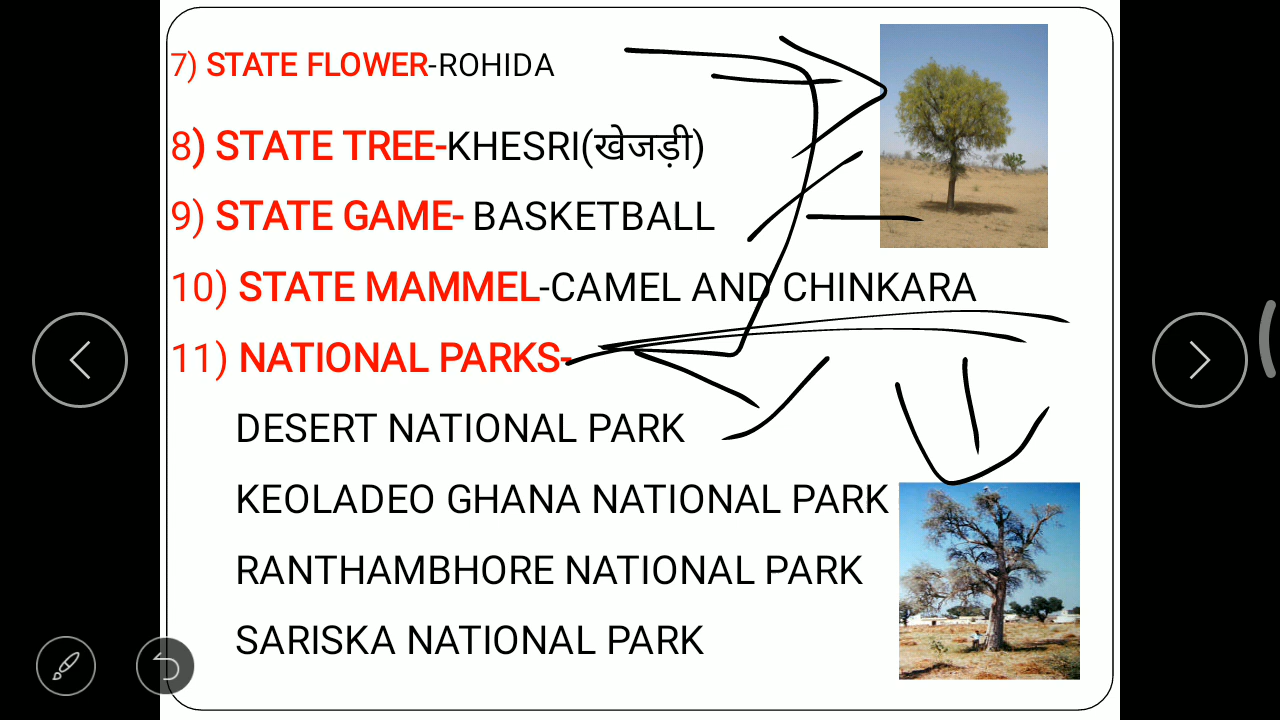 7) STATE FLOWER-ROHIDA
8) STATE TREE-KHESRI(खेजड़ी)
9) STATE GAME- BASKETBALL
10) STATE MAMMEL-CAMEL AND CHINKARA
11) NATIONAL PARKS-
DESERT NATIONAL PARK
KEOLADEO GHANA NATIONAL PARK
RANTHAMBHORE NATIONAL PARK
SARISKA NATIONAL PARK